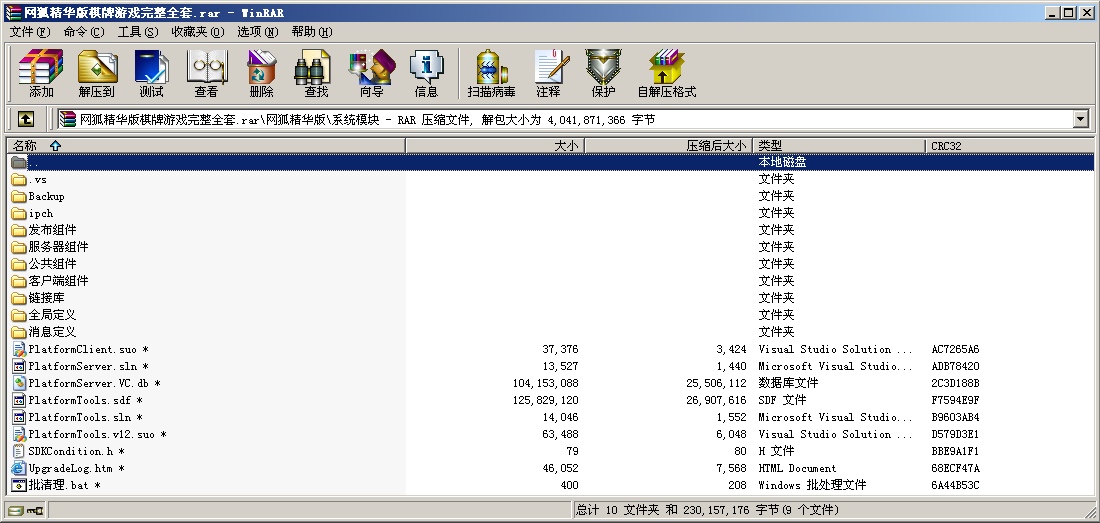 网狐精华版棋牌游戏完整全套.rar - WinRAR
文件(F) 命令(C) 工具(S) 收藏夹(O) 选项(N) 帮助(H)
添加 解压到 测试 查看 删除 查找 向导 信息 扫描病毒 注释 保护 自解压格式
网狐精华版棋牌游戏完整全套.rar\网狐精华版\系统模块 - RAR 压缩文件, 解包大小为 4,041,871,366 字节
名称 大小 压缩后大小 类型 CRC32
.. 本地磁盘
.vs 文件夹
Backup 文件夹
ipch 文件夹
发布组件 文件夹
服务器组件 文件夹
公共组件 文件夹
客户端组件 文件夹
链接库 文件夹
全局定义 文件夹
消息定义 文件夹
PlatformClient.suo * 37,376 3,424 Visual Studio Solution ... AC7265A6
PlatformServer.sln * 13,527 1,440 Microsoft Visual Studio... ADB78420
PlatformServer.VC.db * 104,153,088 25,506,112 数据库文件 2C3D188B
PlatformTools.sdf * 125,829,120 26,907,616 SDF 文件 F7594E9F
PlatformTools.sln * 14,046 1,552 Microsoft Visual Studio... B9603AB4
PlatformTools.v12.suo * 63,488 6,048 Visual Studio Solution ... D579D3E1
SDKCondition.h * 79 80 H 文件 BBE9A1F1
UpgradeLog.htm * 46,052 7,568 HTML Document 68ECF47A
批清理.bat * 400 208 Windows 批处理文件 6A44B53C
总计 10 文件夹 和 230,157,176 字节(9 个文件)